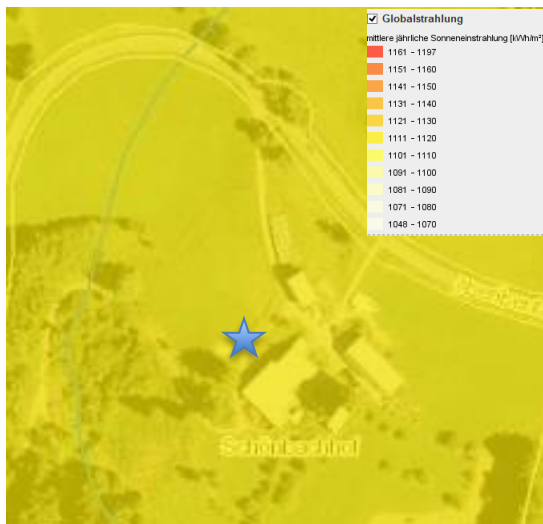 Globalstrahlung
mittlere jährliche Sonneneinstrahlung [kWh/m²]
1161 - 1197
1151 - 1160
1141 - 1150
1131 - 1140
1121 - 1130
1111 - 1120
1101 - 1110
1091 - 1100
1081 - 1090
1071 - 1080
1048 - 1070
Schönbachhof